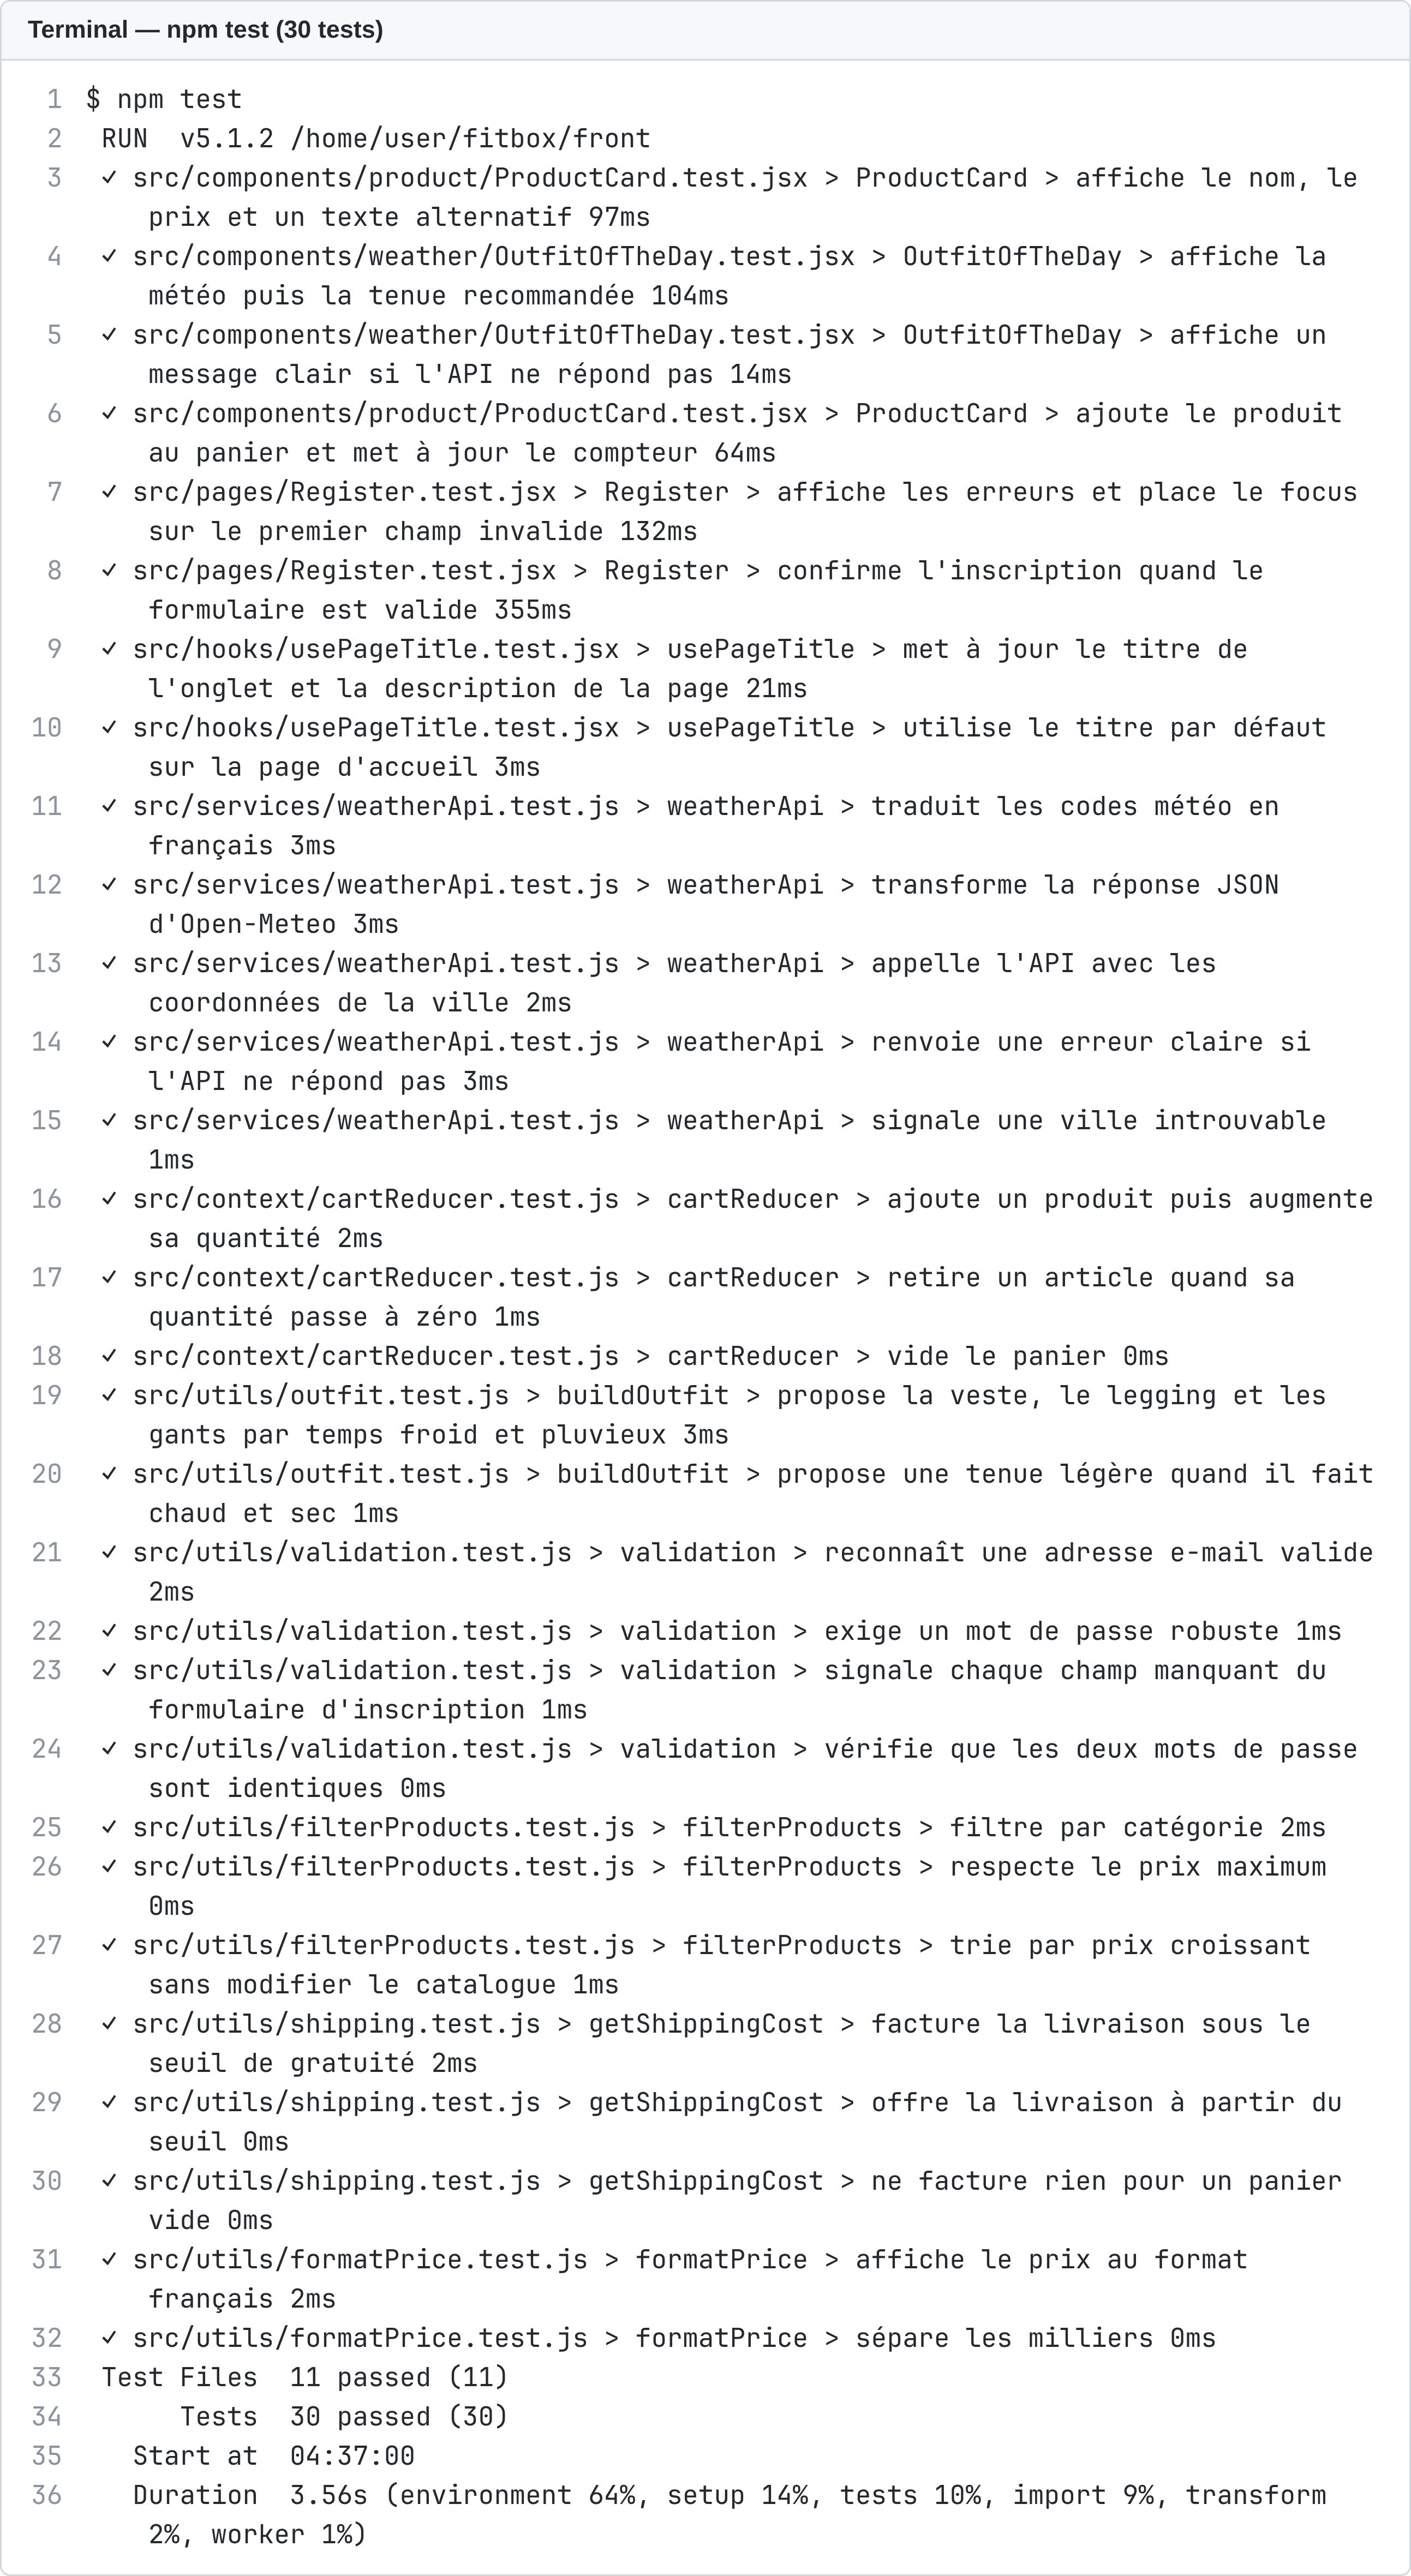 Terminal — npm test (30 tests)
1 $ npm test
2 RUN  v5.1.2 /home/user/fitbox/front
3 ✓ src/components/product/ProductCard.test.jsx > ProductCard > affiche le nom, le
prix et un texte alternatif 97ms
4 ✓ src/components/weather/OutfitOfTheDay.test.jsx > OutfitOfTheDay > affiche la
météo puis la tenue recommandée 104ms
5 ✓ src/components/weather/OutfitOfTheDay.test.jsx > OutfitOfTheDay > affiche un
message clair si l'API ne répond pas 14ms
6 ✓ src/components/product/ProductCard.test.jsx > ProductCard > ajoute le produit
au panier et met à jour le compteur 64ms
7 ✓ src/pages/Register.test.jsx > Register > affiche les erreurs et place le focus
sur le premier champ invalide 132ms
8 ✓ src/pages/Register.test.jsx > Register > confirme l'inscription quand le
formulaire est valide 355ms
9 ✓ src/hooks/usePageTitle.test.jsx > usePageTitle > met à jour le titre de
l'onglet et la description de la page 21ms
10 ✓ src/hooks/usePageTitle.test.jsx > usePageTitle > utilise le titre par défaut
sur la page d'accueil 3ms
11 ✓ src/services/weatherApi.test.js > weatherApi > traduit les codes météo en
français 3ms
12 ✓ src/services/weatherApi.test.js > weatherApi > transforme la réponse JSON
d'Open-Meteo 3ms
13 ✓ src/services/weatherApi.test.js > weatherApi > appelle l'API avec les
coordonnées de la ville 2ms
14 ✓ src/services/weatherApi.test.js > weatherApi > renvoie une erreur claire si
l'API ne répond pas 3ms
15 ✓ src/services/weatherApi.test.js > weatherApi > signale une ville introuvable
1ms
16 ✓ src/context/cartReducer.test.js > cartReducer > ajoute un produit puis augmente
sa quantité 2ms
17 ✓ src/context/cartReducer.test.js > cartReducer > retire un article quand sa
quantité passe à zéro 1ms
18 ✓ src/context/cartReducer.test.js > cartReducer > vide le panier 0ms
19 ✓ src/utils/outfit.test.js > buildOutfit > propose la veste, le legging et les
gants par temps froid et pluvieux 3ms
20 ✓ src/utils/outfit.test.js > buildOutfit > propose une tenue légère quand il fait
chaud et sec 1ms
21 ✓ src/utils/validation.test.js > validation > reconnaît une adresse e-mail valide
2ms
22 ✓ src/utils/validation.test.js > validation > exige un mot de passe robuste 1ms
23 ✓ src/utils/validation.test.js > validation > signale chaque champ manquant du
formulaire d'inscription 1ms
24 ✓ src/utils/validation.test.js > validation > vérifie que les deux mots de passe
sont identiques 0ms
25 ✓ src/utils/filterProducts.test.js > filterProducts > filtre par catégorie 2ms
26 ✓ src/utils/filterProducts.test.js > filterProducts > respecte le prix maximum
0ms
27 ✓ src/utils/filterProducts.test.js > filterProducts > trie par prix croissant
sans modifier le catalogue 1ms
28 ✓ src/utils/shipping.test.js > getShippingCost > facture la livraison sous le
seuil de gratuité 2ms
29 ✓ src/utils/shipping.test.js > getShippingCost > offre la livraison à partir du
seuil 0ms
30 ✓ src/utils/shipping.test.js > getShippingCost > ne facture rien pour un panier
vide 0ms
31 ✓ src/utils/formatPrice.test.js > formatPrice > affiche le prix au format
français 2ms
32 ✓ src/utils/formatPrice.test.js > formatPrice > sépare les milliers 0ms
33 Test Files  11 passed (11)
34 Tests  30 passed (30)
35 Start at  04:37:00
36 Duration  3.56s (environment 64%, setup 14%, tests 10%, import 9%, transform
2%, worker 1%)